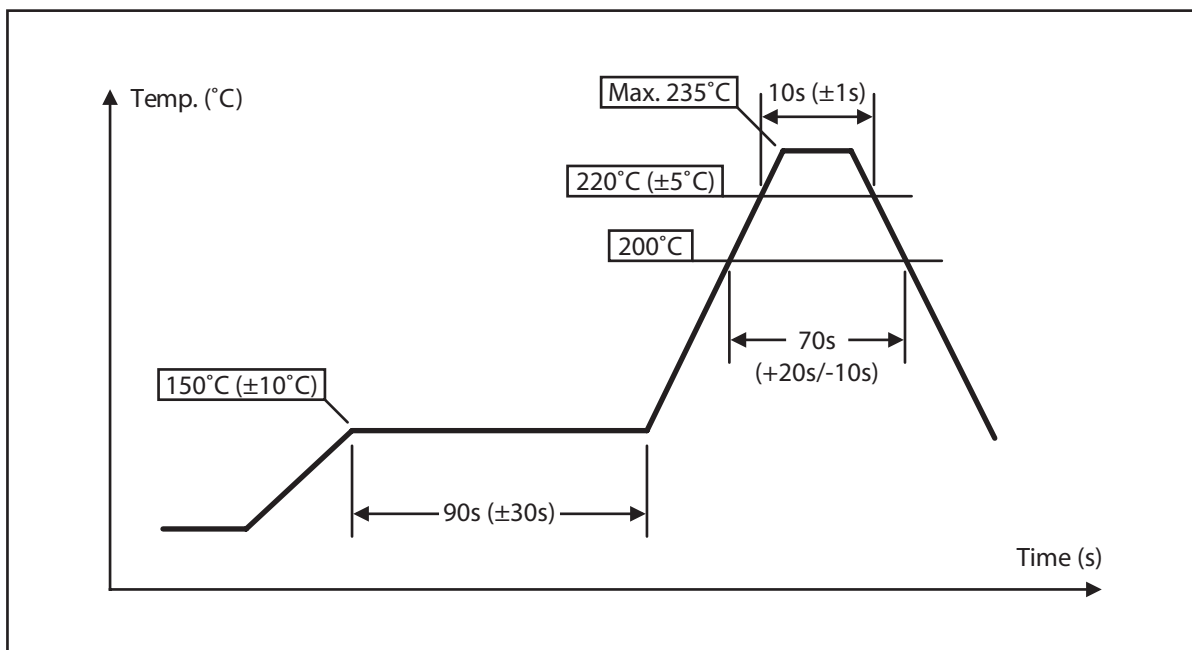 Temp. (˚C)
Max. 235˚C
10s (±1s)
220˚C (±5˚C)
200˚C
70s
(+20s/-10s)
150˚C (±10˚C)
90s (±30s)
Time (s)